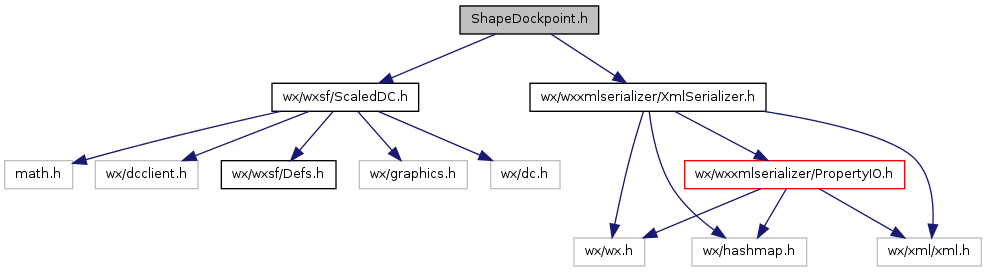 ShapeDockpoint.h
wx/wxsf/ScaledDC.h
wx/wxxmlserializer/XmlSerializer.h
math.h
wx/dcclient.h
wx/wxsf/Defs.h
wx/graphics.h
wx/dc.h
wx/wxxmlserializer/PropertyIO.h
wx/wx.h
wx/hashmap.h
wx/xml/xml.h